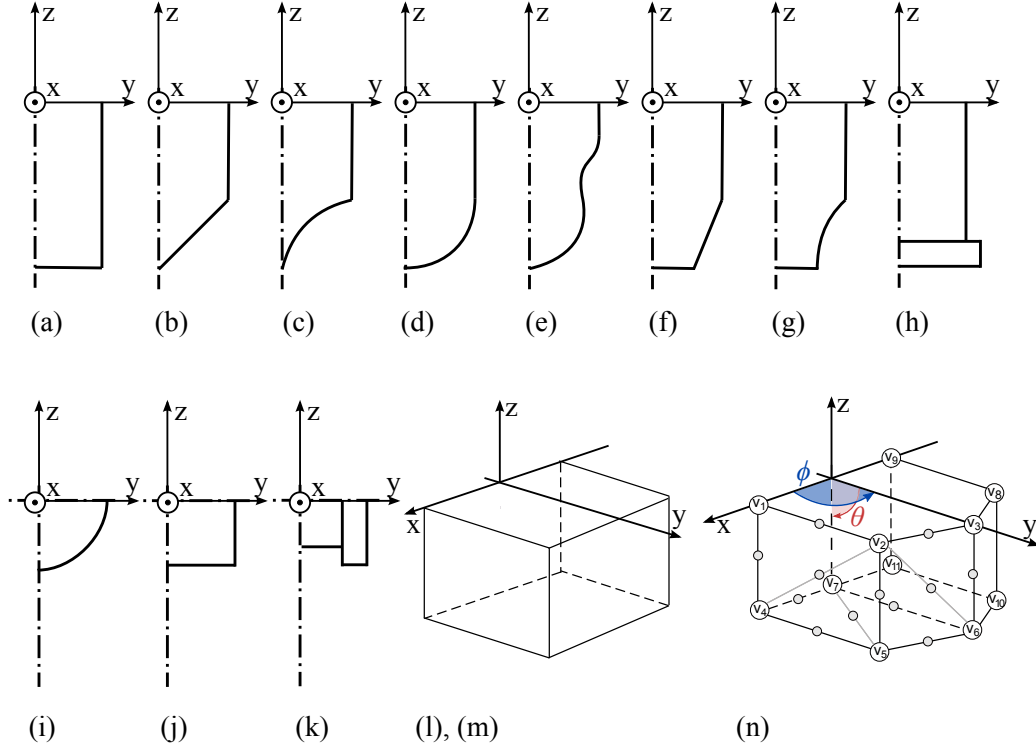 z z z z z z z z
x y x y x y x y x y x y x y x y
(a) (b) (c) (d) (e) (f) (g) (h)
z z z z z
x y x y x y x y x y
ϕ θ
v9
v1 v8
v3
v2
v11
v7
v4 v10
v6
v5
(i) (j) (k) (l), (m) (n)